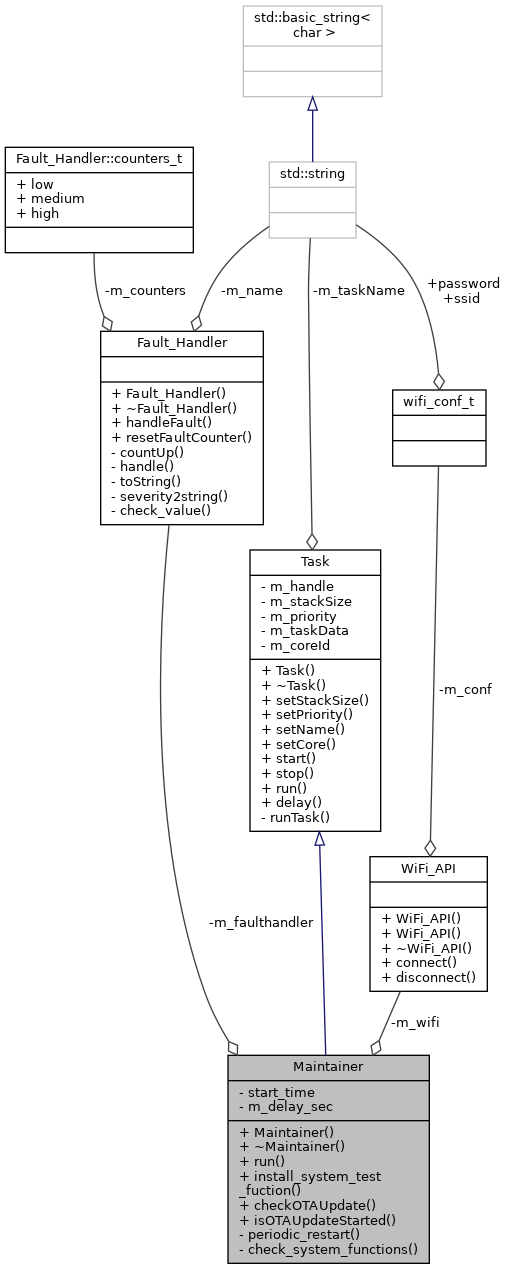 std::basic_string<
char >
Fault_Handler::counters_t
+ low
+ medium
+ high
std::string
-m_counters
-m_name
-m_taskName
+password
+ssid
Fault_Handler
+ Fault_Handler()
+ ~Fault_Handler()
+ handleFault()
+ resetFaultCounter()
- countUp()
- handle()
- toString()
- severity2string()
- check_value()
wifi_conf_t
Task
- m_handle
- m_stackSize
- m_priority
- m_taskData
- m_coreId
+ Task()
+ ~Task()
+ setStackSize()
+ setPriority()
+ setName()
+ setCore()
+ start()
+ stop()
+ run()
+ delay()
- runTask()
-m_conf
WiFi_API
+ WiFi_API()
+ WiFi_API()
+ ~WiFi_API()
+ connect()
+ disconnect()
-m_faulthandler
-m_wifi
Maintainer
- start_time
- m_delay_sec
+ Maintainer()
+ ~Maintainer()
+ run()
+ install_system_test
_fuction()
+ checkOTAUpdate()
+ isOTAUpdateStarted()
- periodic_restart()
- check_system_functions()